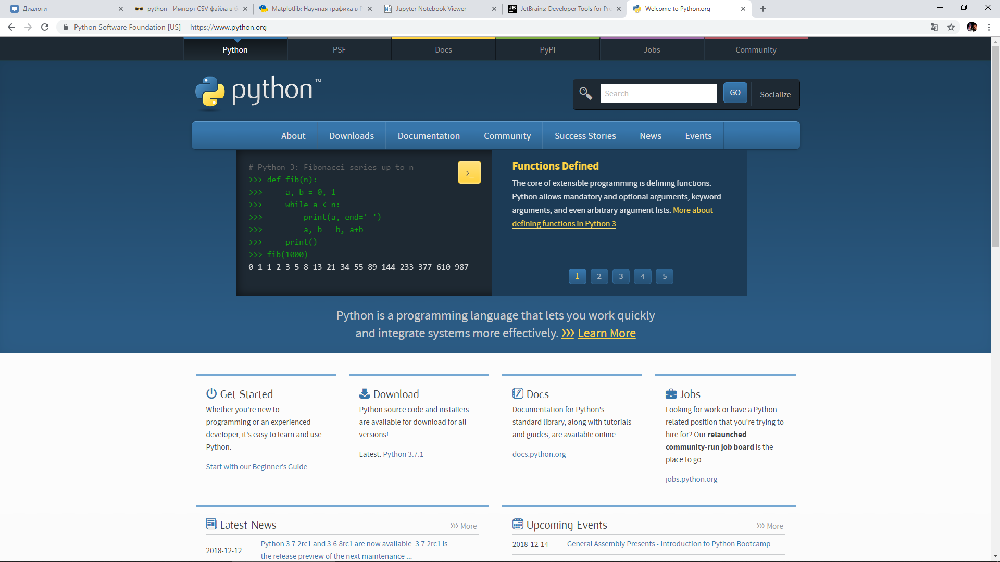 Диалоги
python - Импорт CSV файла в б
Matplotlib: Научная графика в P
Jupyter Notebook Viewer
JetBrains: Developer Tools for Pro
Welcome to Python.org
Python Software Foundation [US]
https://www.python.org
Python
PSF
Docs
PyPI
Jobs
Community
python™
Search
GO
Socialize
About
Downloads
Documentation
Community
Success Stories
News
Events
# Python 3: Fibonacci series up to n
>>> def fib(n):
>>>     a, b = 0, 1
>>>     while a < n:
>>>         print(a, end=' ')
>>>         a, b = b, a+b
>>>     print()
>>> fib(1000)
0 1 1 2 3 5 8 13 21 34 55 89 144 233 377 610 987
>_
Functions Defined
The core of extensible programming is defining functions.
Python allows mandatory and optional arguments, keyword
arguments, and even arbitrary argument lists. More about
defining functions in Python 3
1
2
3
4
5
Python is a programming language that lets you work quickly
and integrate systems more effectively. >>> Learn More
Get Started
Whether you're new to
programming or an experienced
developer, it's easy to learn and use
Python.
Start with our Beginner’s Guide
Download
Python source code and installers
are available for download for all
versions!
Latest: Python 3.7.1
Docs
Documentation for Python's
standard library, along with tutorials
and guides, are available online.
docs.python.org
Jobs
Looking for work or have a Python
related position that you're trying to
hire for? Our relaunched
community-run job board is the
place to go.
jobs.python.org
Latest News
>>> More
2018-12-12
Python 3.7.2rc1 and 3.6.8rc1 are now available. 3.7.2rc1 is
the release preview of the next maintenance ...
Upcoming Events
>>> More
2018-12-14
General Assembly Presents - Introduction to Python Bootcamp